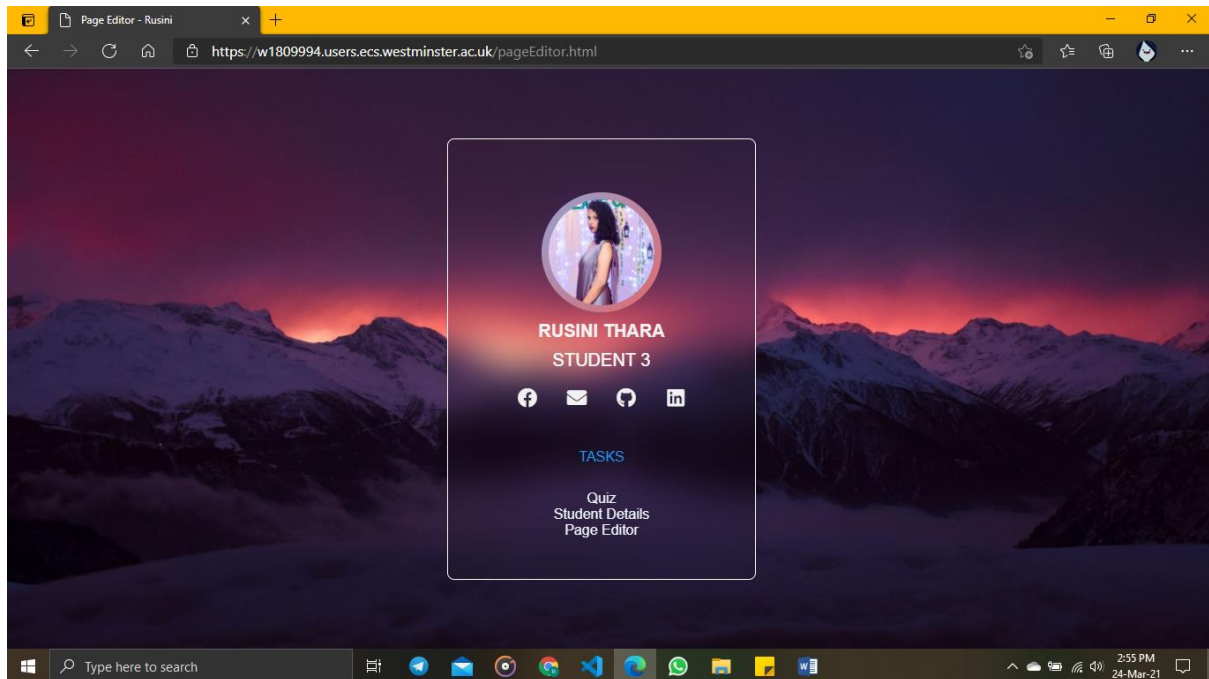 Page Editor - Rusini
https://w1809994.users.ecs.westminster.ac.uk/pageEditor.html
RUSINI THARA
STUDENT 3
in
TASKS
Quiz
Student Details
Page Editor
Type here to search
2:55 PM
24-Mar-21